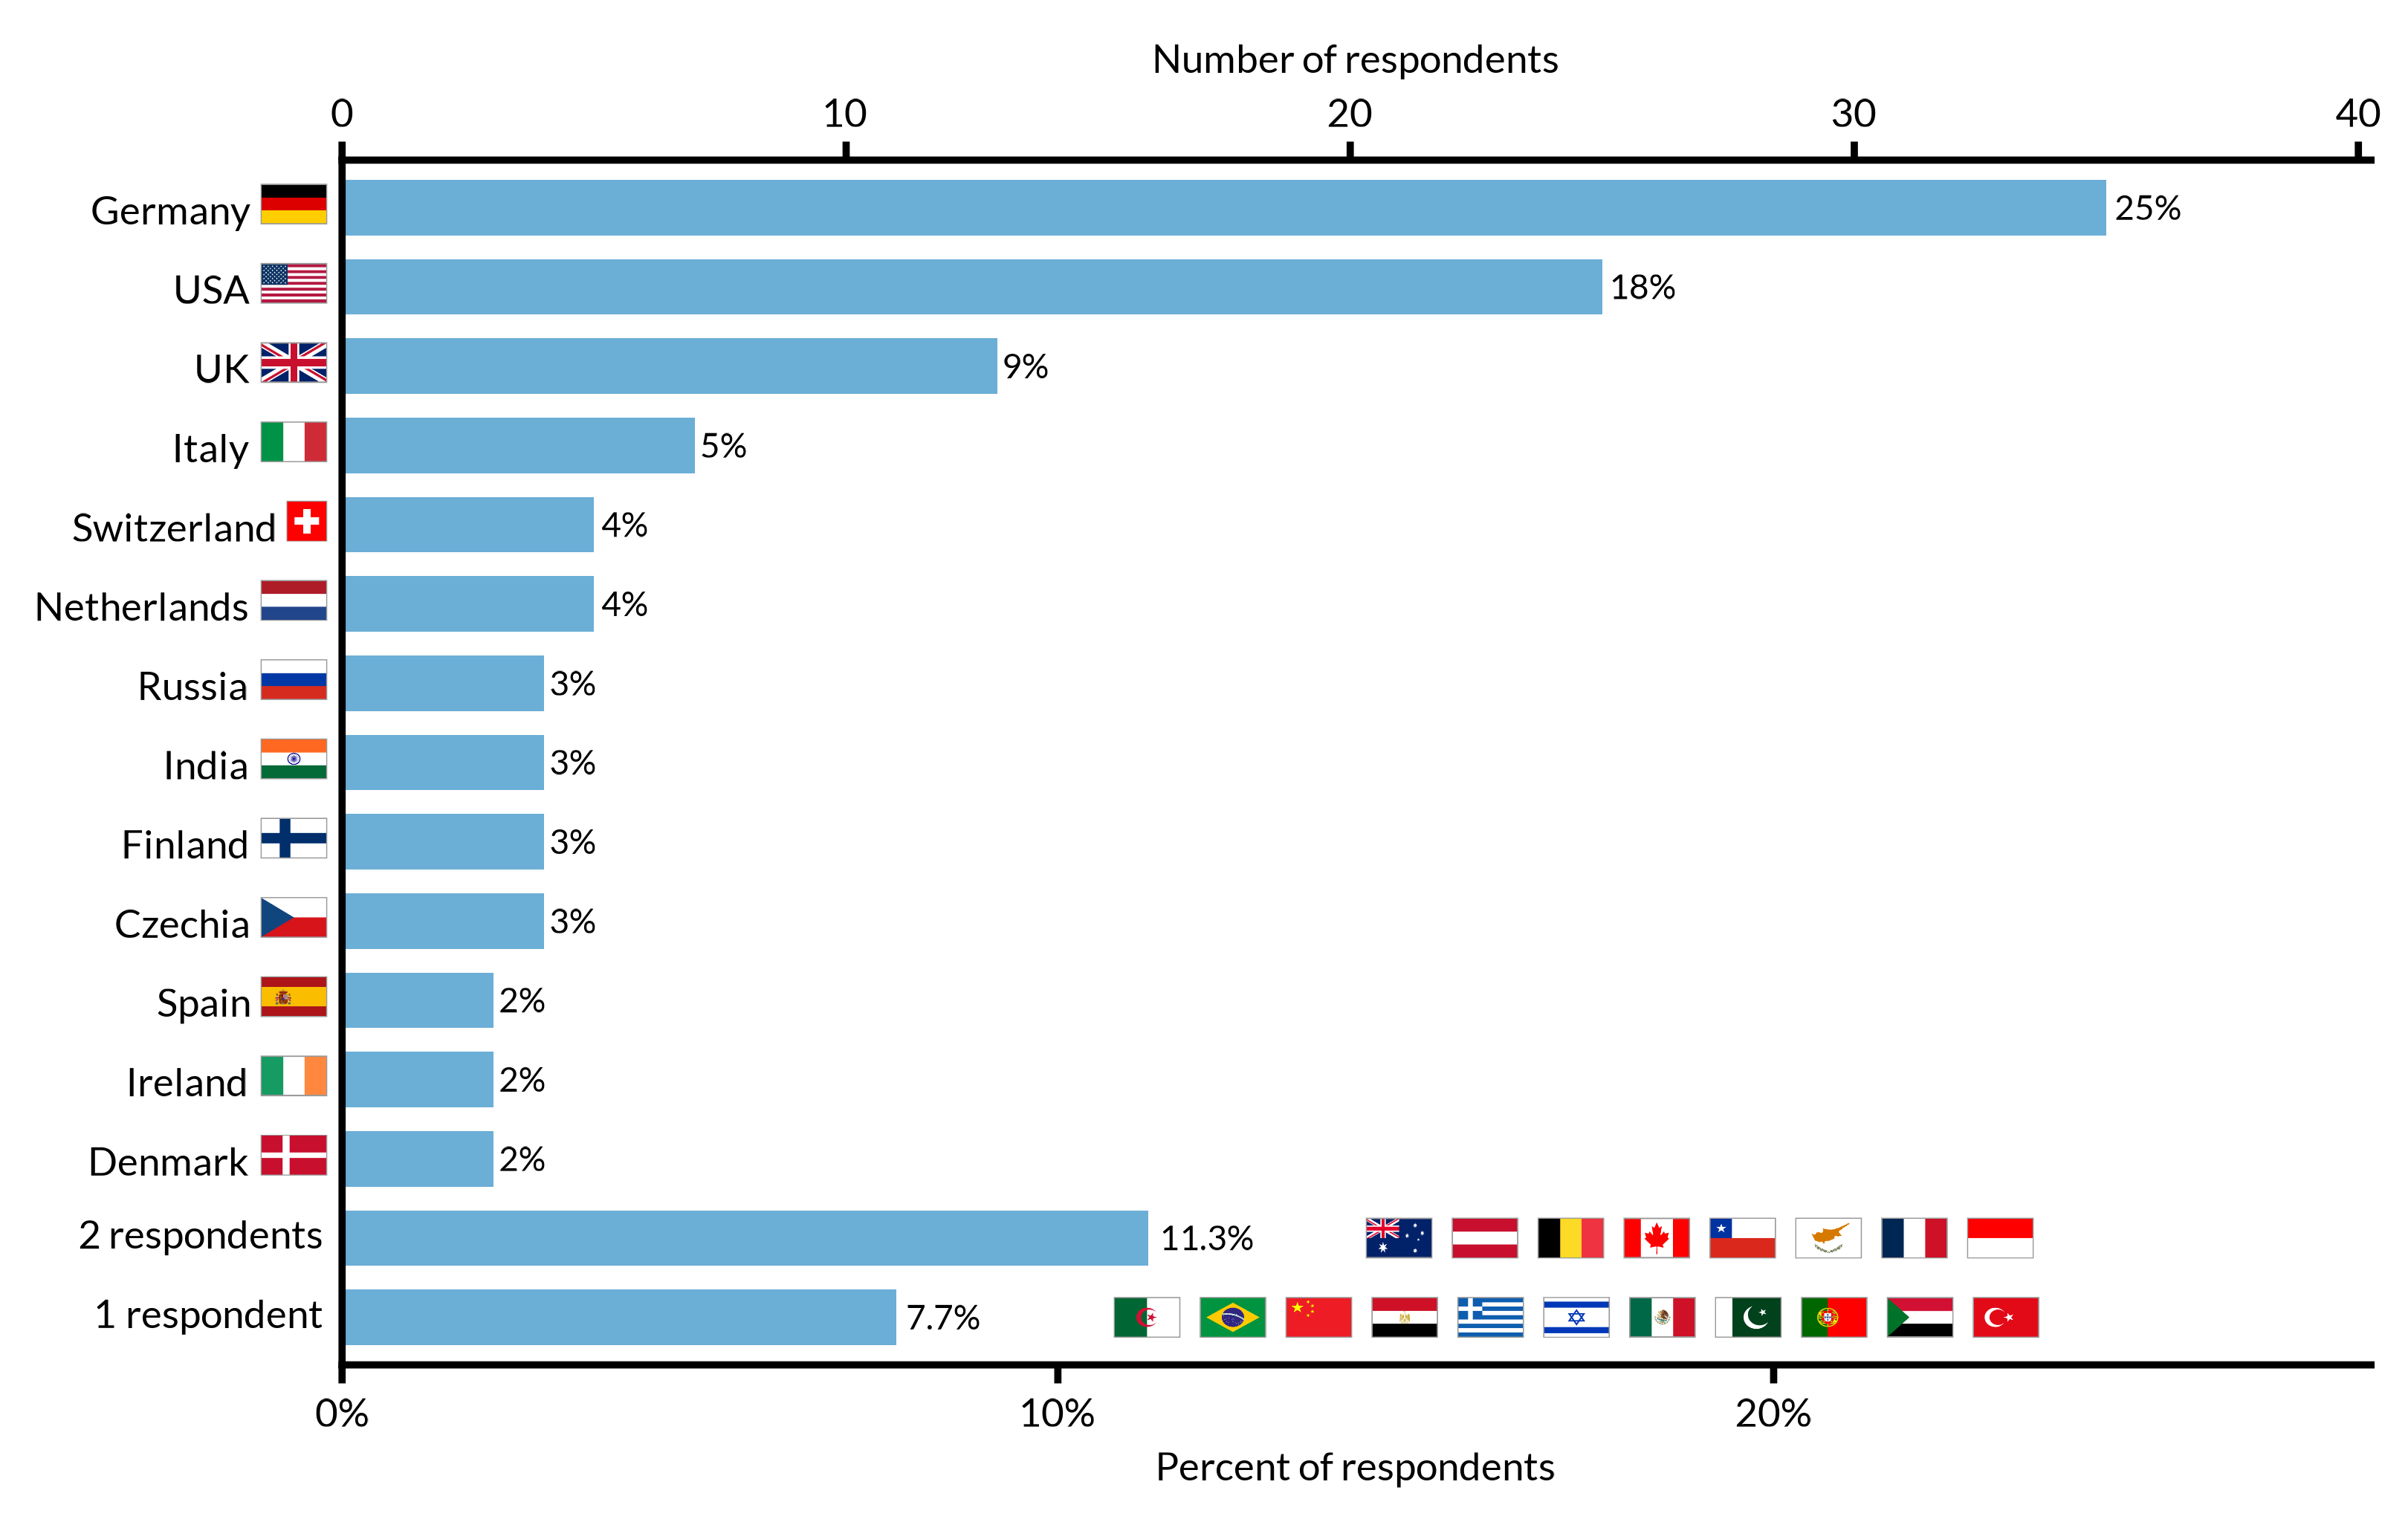 Number of respondents
0 10 20 30 40
Germany 25%
USA 18%
UK 9%
Italy 5%
Switzerland 4%
Netherlands 4%
Russia 3%
India 3%
Finland 3%
Czechia 3%
Spain 2%
Ireland 2%
Denmark 2%
2 respondents 11.3%
1 respondent 7.7%
0% 10% 20%
Percent of respondents